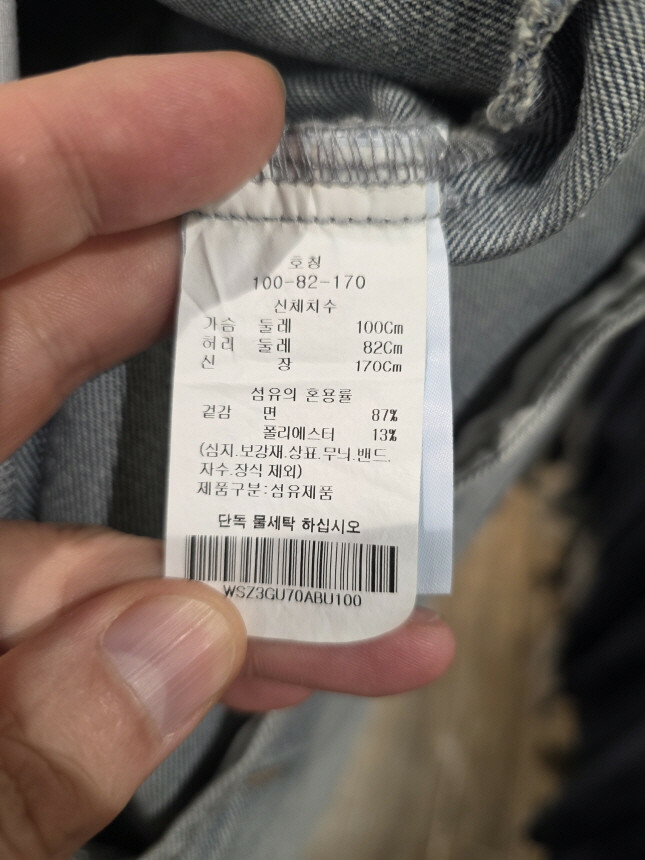 호칭
100-82-170
신체치수
가슴 둘레 100Cm
허리 둘레 82Cm
신 장 170Cm
섬유의 혼용률
겉감 면 87%
폴리에스터 13%
(심지.보강재.상표.무늬.밴드.
자수.장식 제외)
제품구분:섬유제품
단독 물세탁 하십시오
WSZ3GU70ABU100